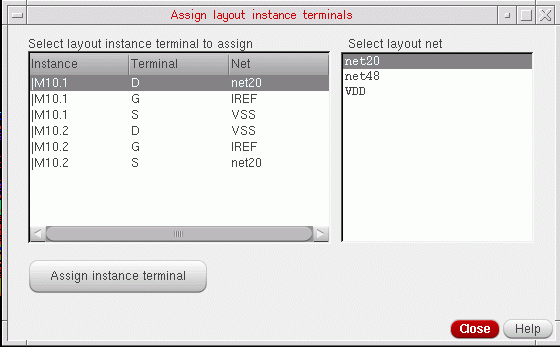 Assign layout instance terminals
Select layout instance terminal to assign
Select layout net
Instance Terminal Net
|M10.1 D net20
|M10.1 G IREF
|M10.1 S VSS
|M10.2 D VSS
|M10.2 G IREF
|M10.2 S net20
net20
net48
VDD
Assign instance terminal
Close Help